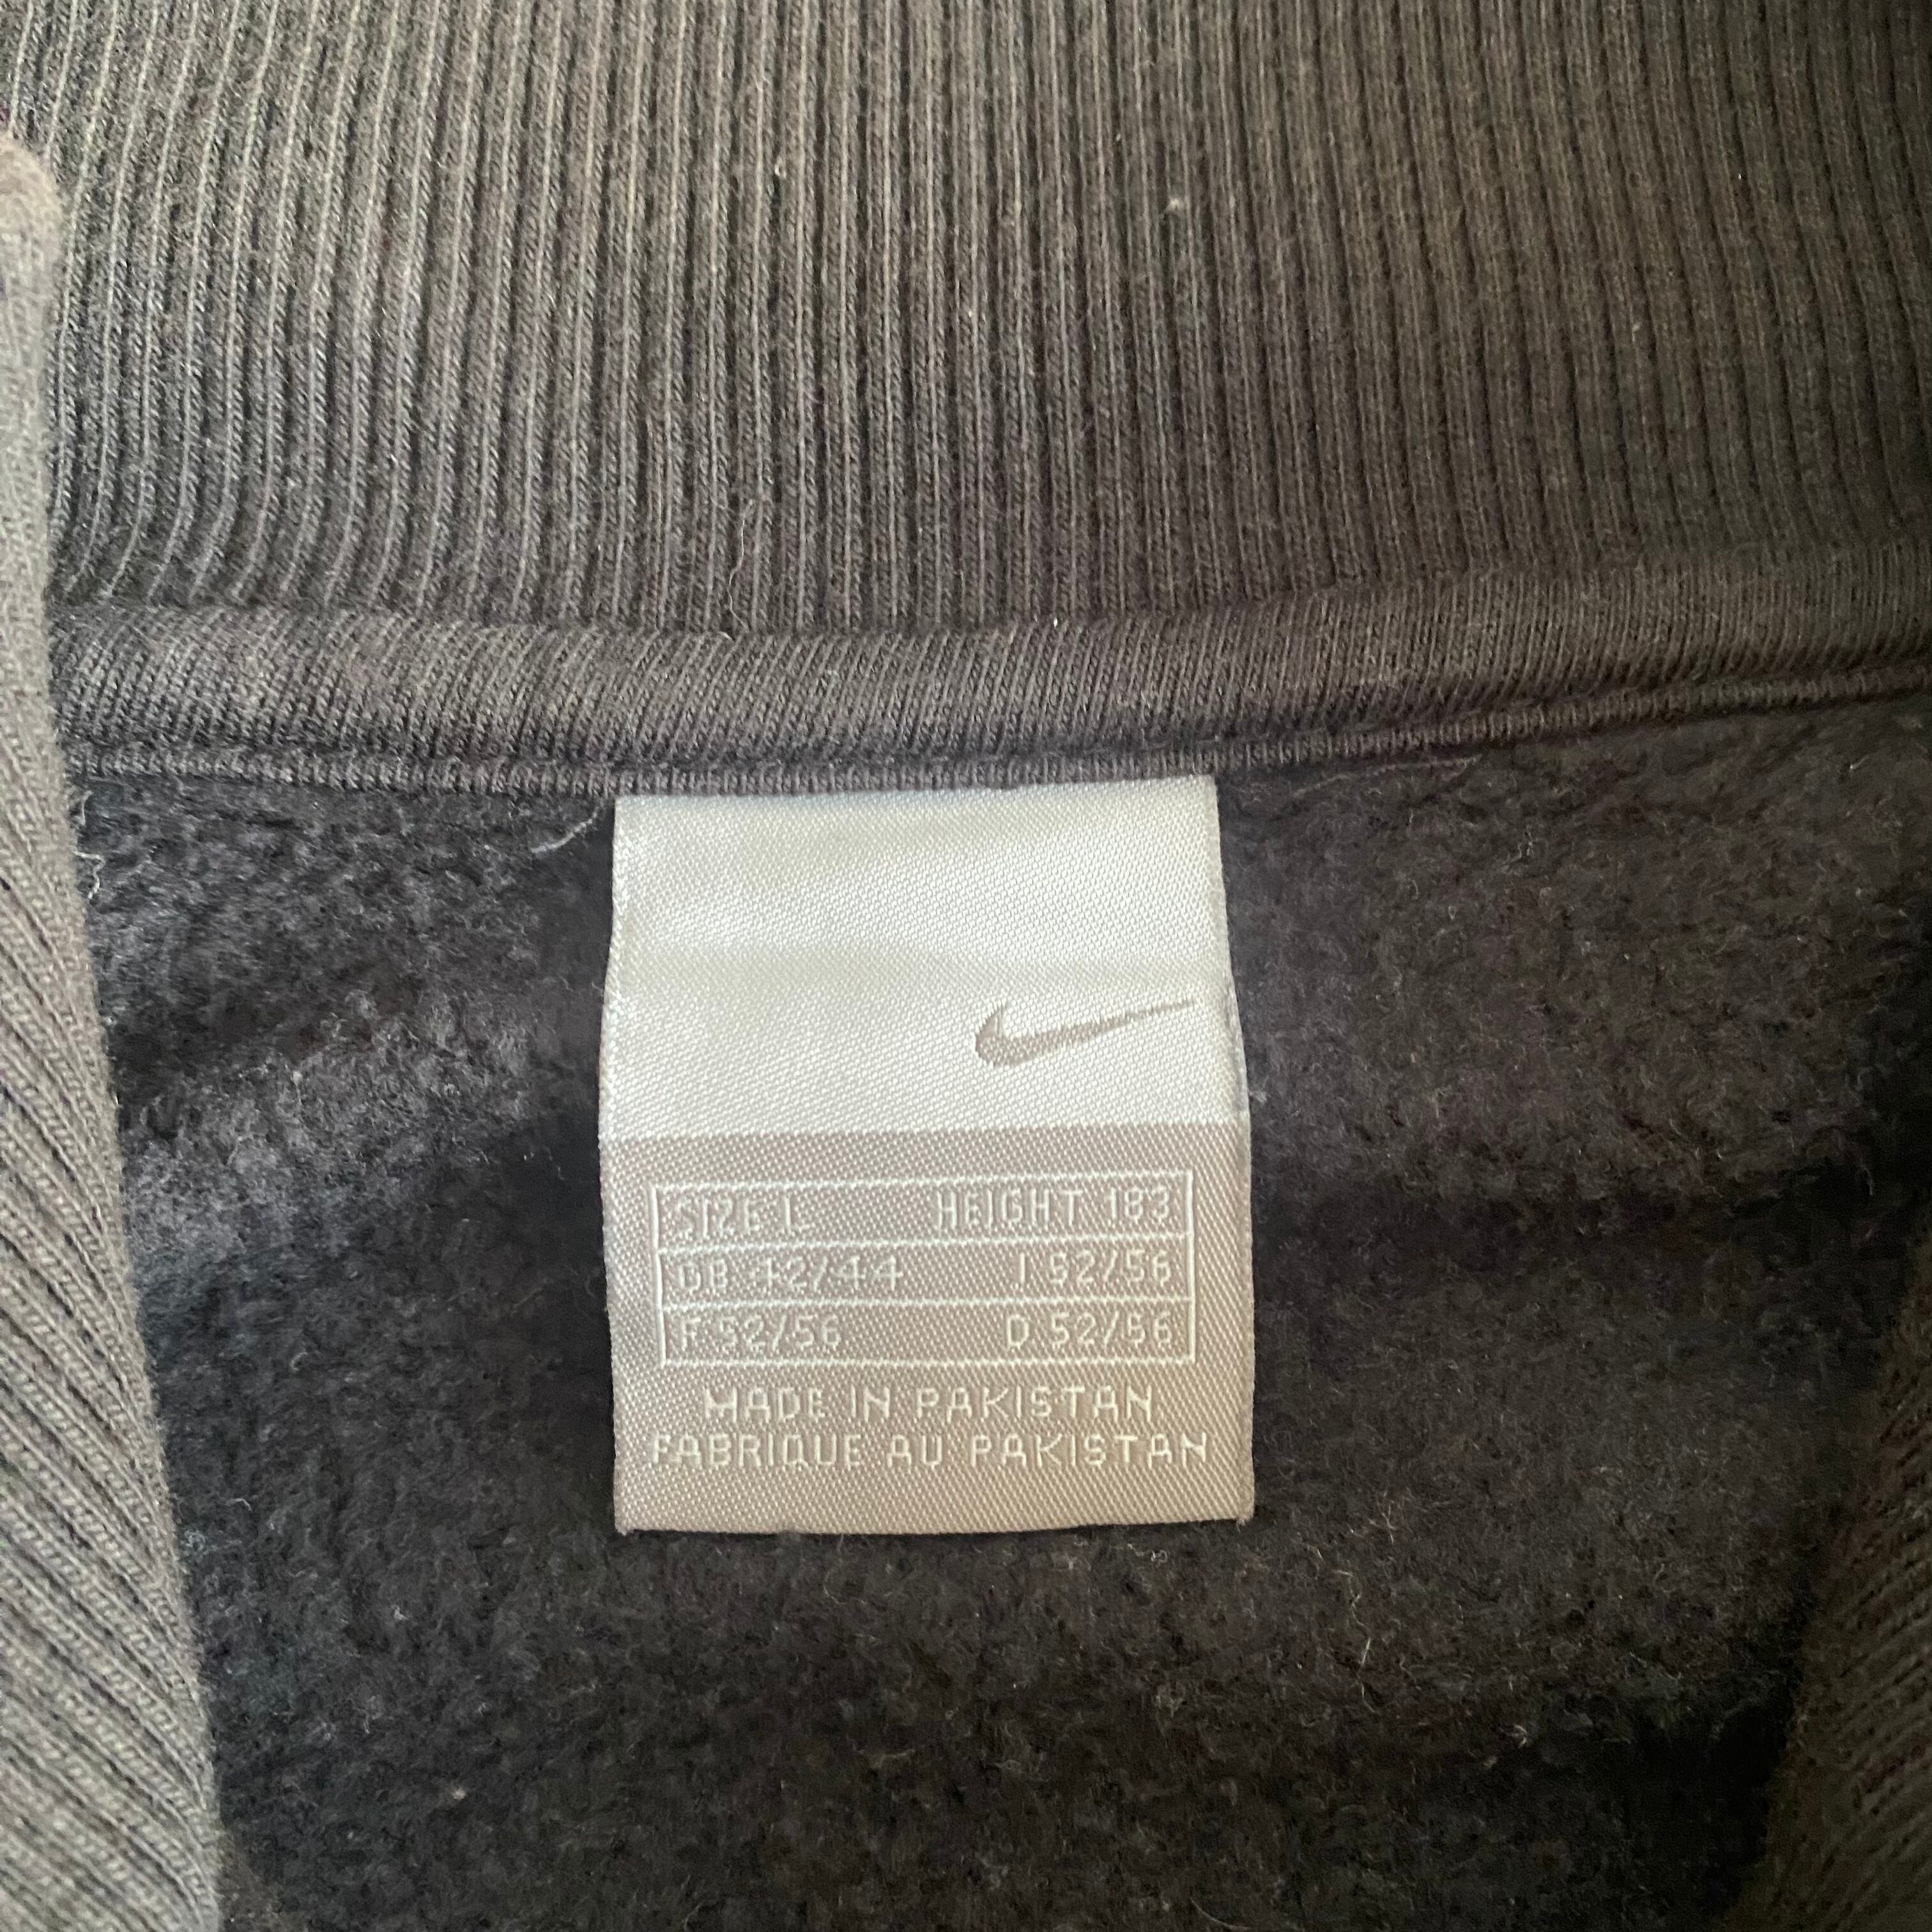 SIZE L HEIGHT 183
GB 42/44 I 52/56
F 52/56 D 52/56
MADE IN PAKISTAN
FABRIQUE AU PAKISTAN